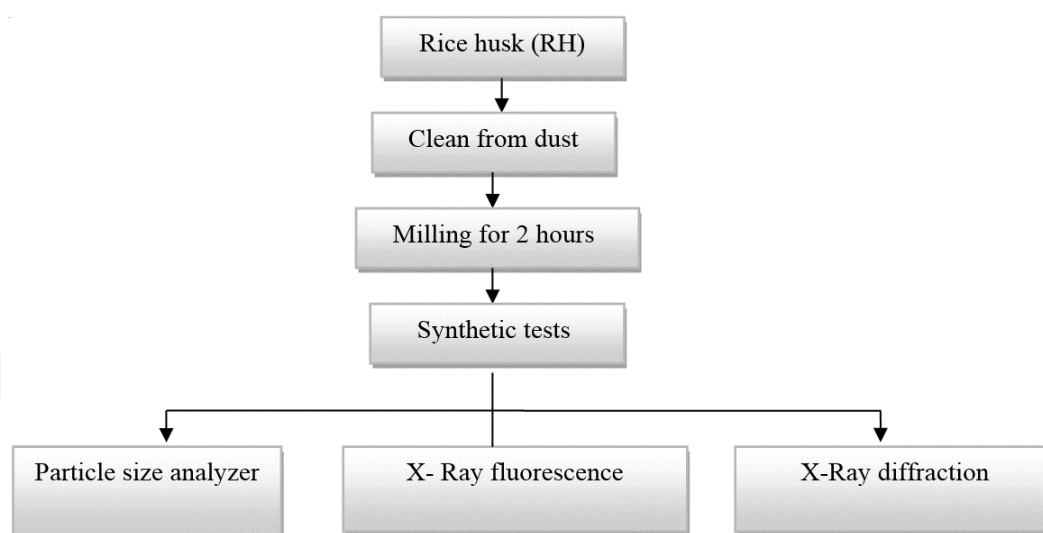 Rice husk (RH)
Clean from dust
Milling for 2 hours
Synthetic tests
Particle size analyzer
X- Ray fluorescence
X-Ray diffraction